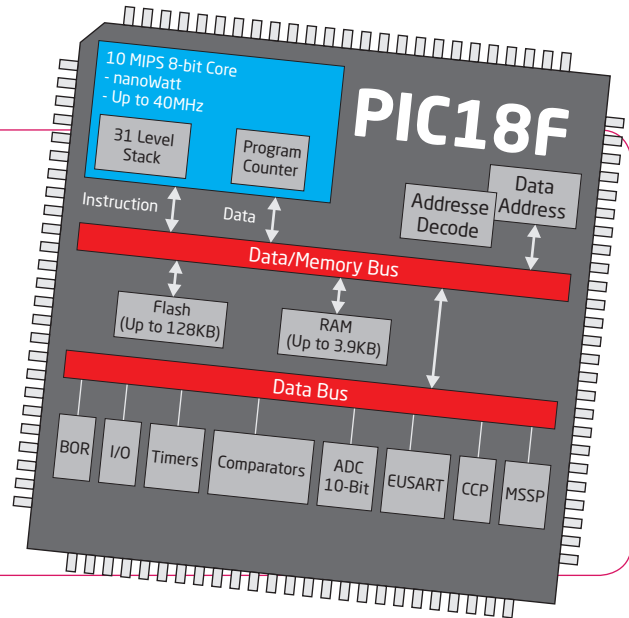 10 MIPS 8-bit Core
- nanoWatt
- Up to 40MHz
PIC18F
31 Level
Stack
Program
Counter
Data
Address
Addresse
Decode
Instruction
Data
Data/Memory Bus
Flash
(Up to 128KB)
RAM
(Up to 3.9KB)
Data Bus
BOR
I/O
Timers
Comparators
ADC
10-Bit
EUSART
CCP
MSSP